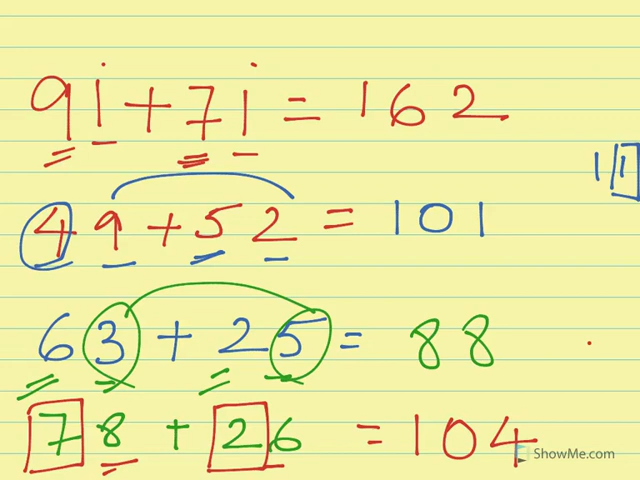 91 + 71 = 162
11
49 + 52 = 101
63 + 25 = 88
78 + 26 = 104
ShowMe.com